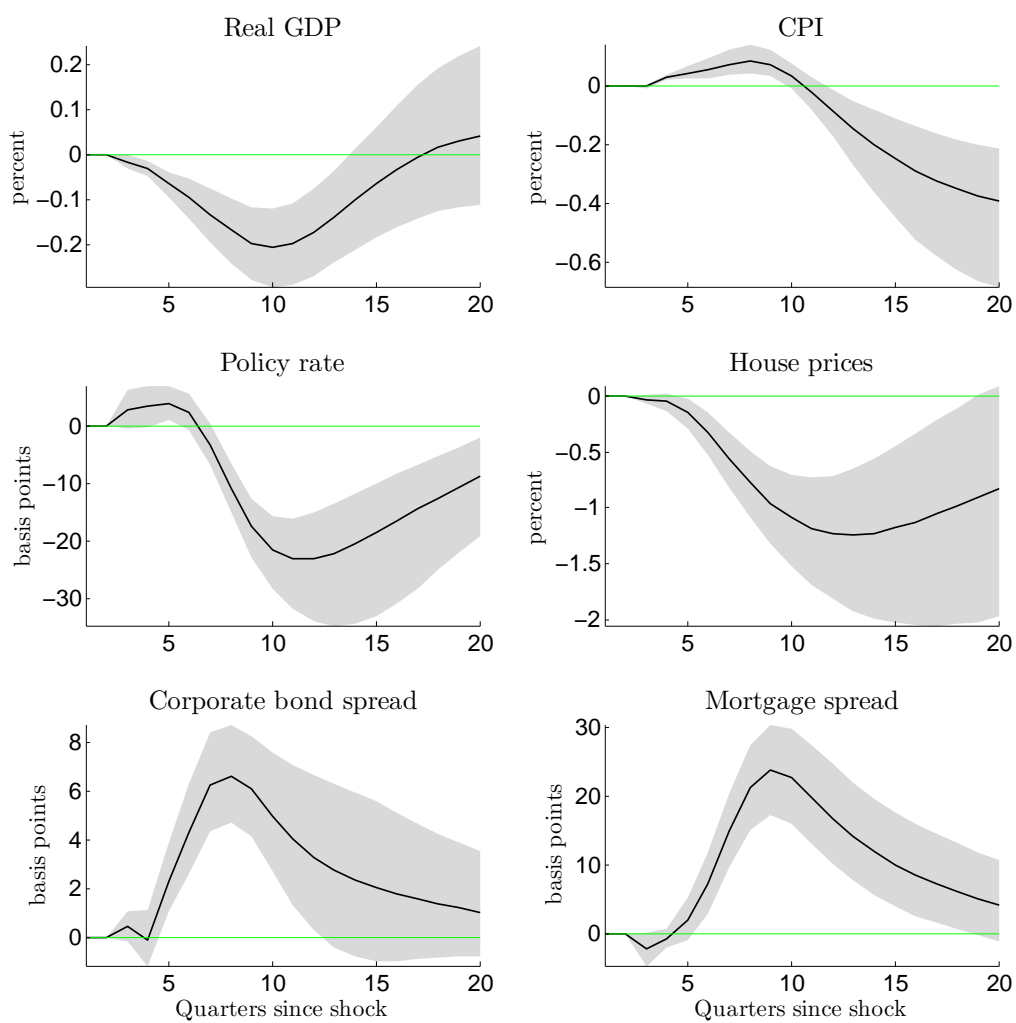 Real GDP
percent
0.2
0.1
0
−0.1
−0.2
5 10 15 20
CPI
percent
0
−0.2
−0.4
−0.6
5 10 15 20
Policy rate
basis points
0
−10
−20
−30
5 10 15 20
House prices
percent
0
−0.5
−1
−1.5
−2
5 10 15 20
Corporate bond spread
basis points
8
6
4
2
0
5 10 15 20
Quarters since shock
Mortgage spread
basis points
30
20
10
0
5 10 15 20
Quarters since shock